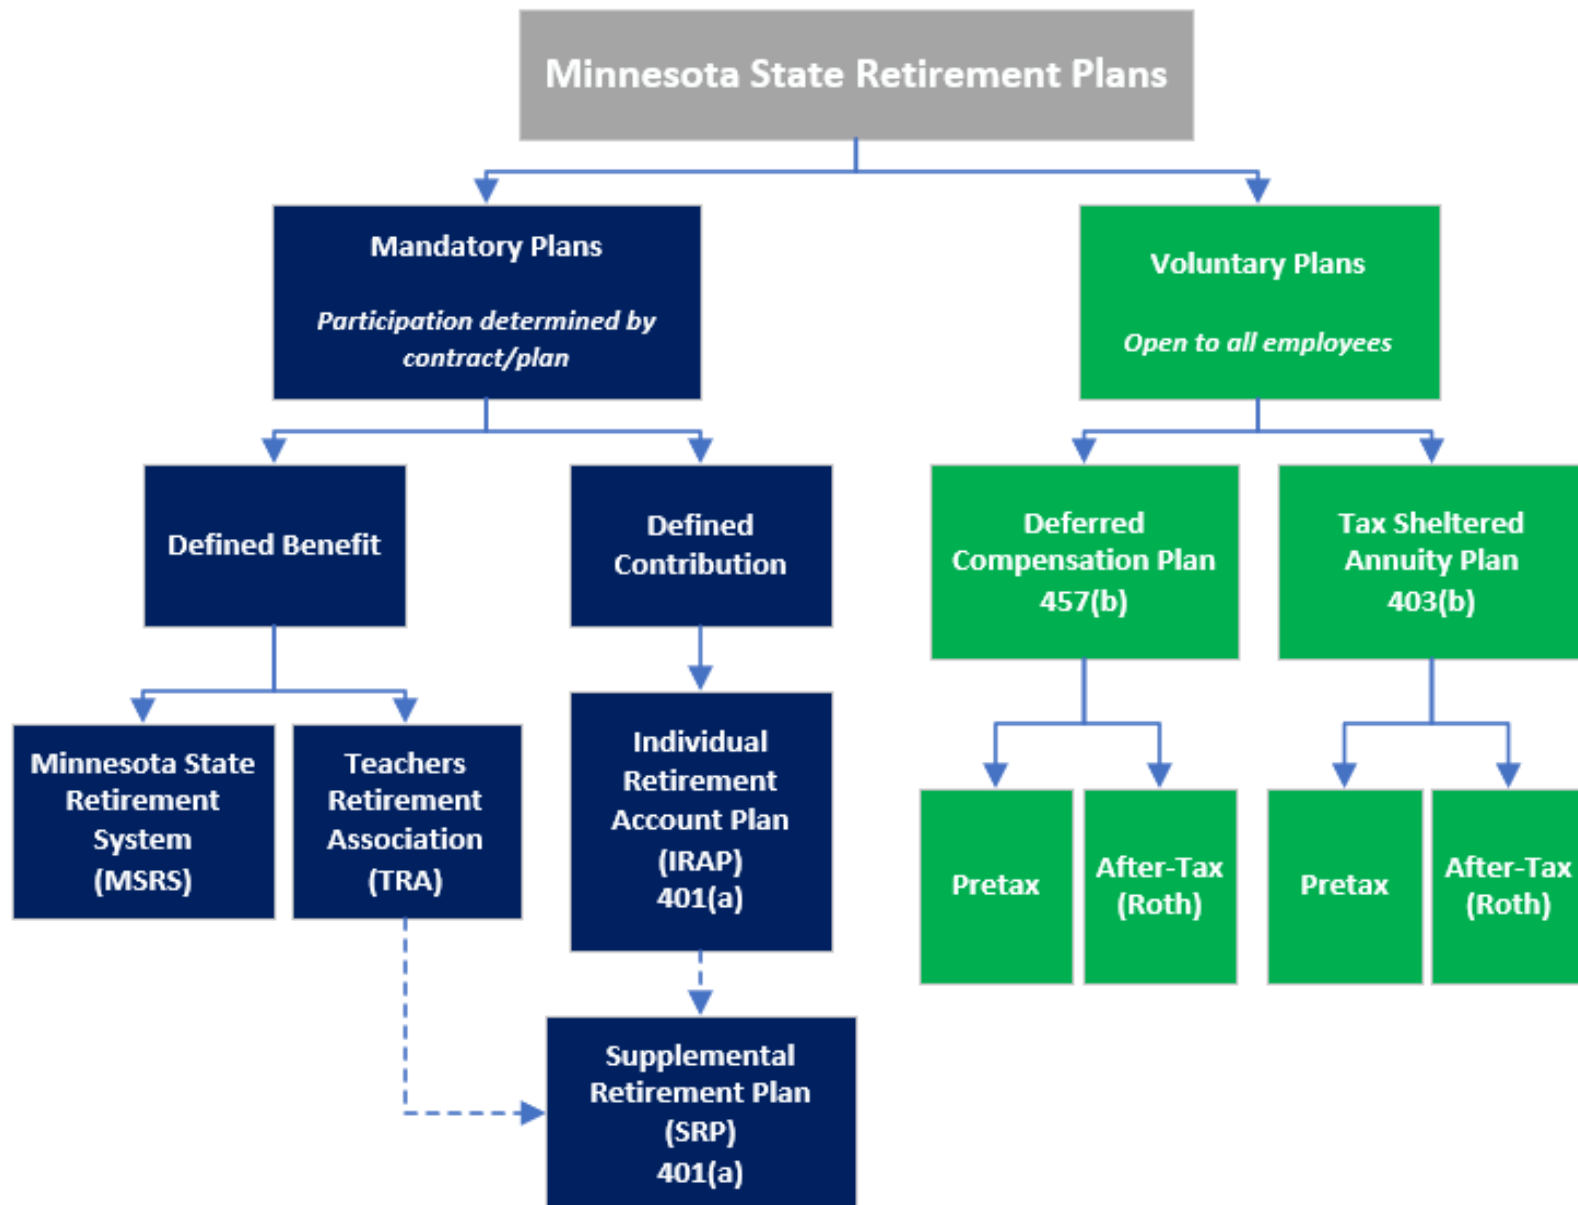 Minnesota State Retirement Plans
Mandatory Plans
Participation determined by
contract/plan
Voluntary Plans
Open to all employees
Defined Benefit
Defined
Contribution
Deferred
Compensation Plan
457(b)
Tax Sheltered
Annuity Plan
403(b)
Minnesota State
Retirement
System
(MSRS)
Teachers
Retirement
Association
(TRA)
Individual
Retirement
Account Plan
(IRAP)
401(a)
Pretax
After-Tax
(Roth)
Pretax
After-Tax
(Roth)
Supplemental
Retirement Plan
(SRP)
401(a)